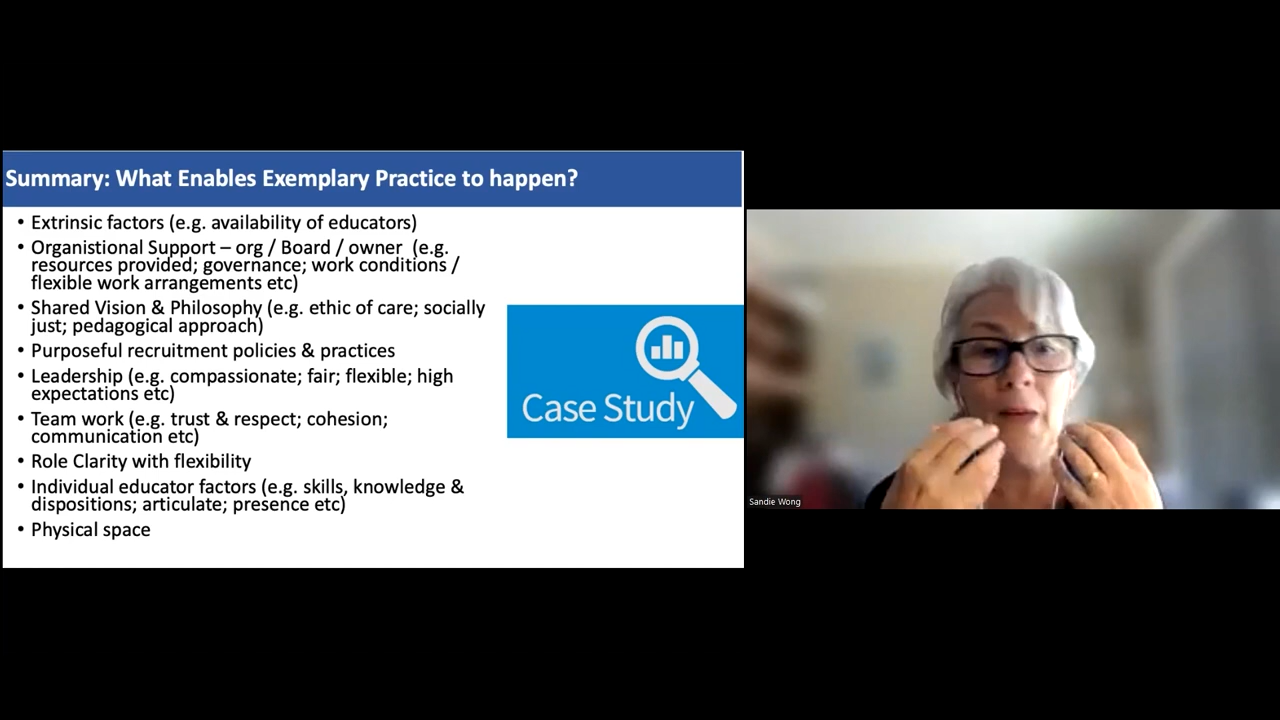 Summary: What Enables Exemplary Practice to happen?
• Extrinsic factors (e.g. availability of educators)
• Organistional Support – org / Board / owner (e.g.
resources provided; governance; work conditions /
flexible work arrangements etc)
• Shared Vision & Philosophy (e.g. ethic of care; socially
just; pedagogical approach)
• Purposeful recruitment policies & practices
• Leadership (e.g. compassionate; fair; flexible; high
expectations etc)
• Team work (e.g. trust & respect; cohesion;
communication etc)
• Role Clarity with flexibility
• Individual educator factors (e.g. skills, knowledge &
dispositions; articulate; presence etc)
• Physical space
Case Study
Sandie Wong